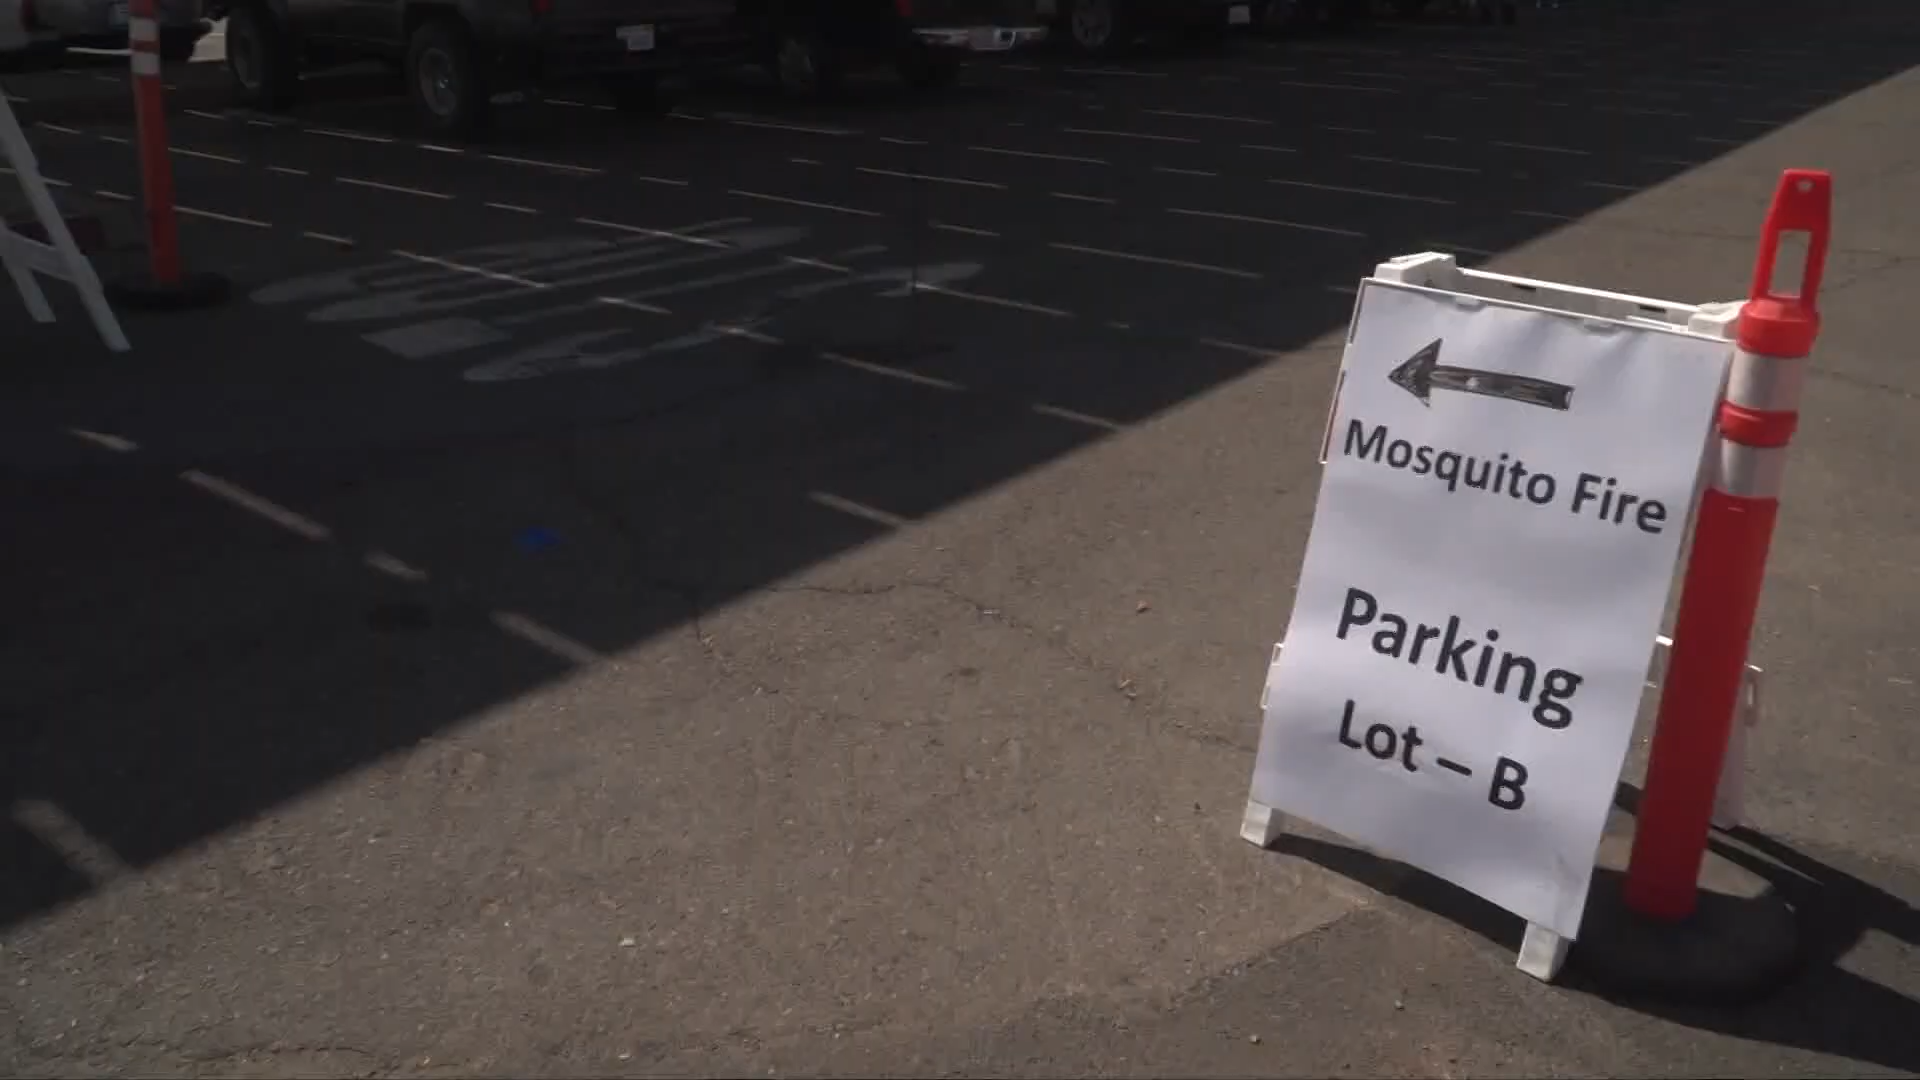 Mosquito Fire
Parking
Lot – B